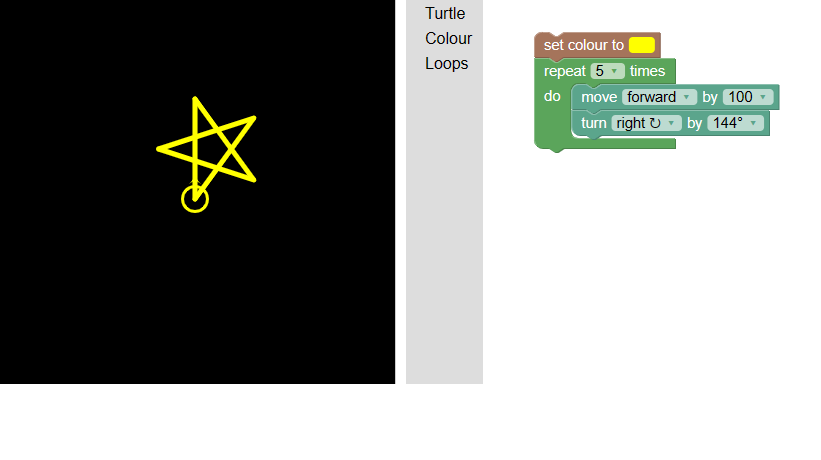 Turtle
Colour
Loops
set colour to
repeat 5 times
do move forward by 100
turn right ↻ by 144°